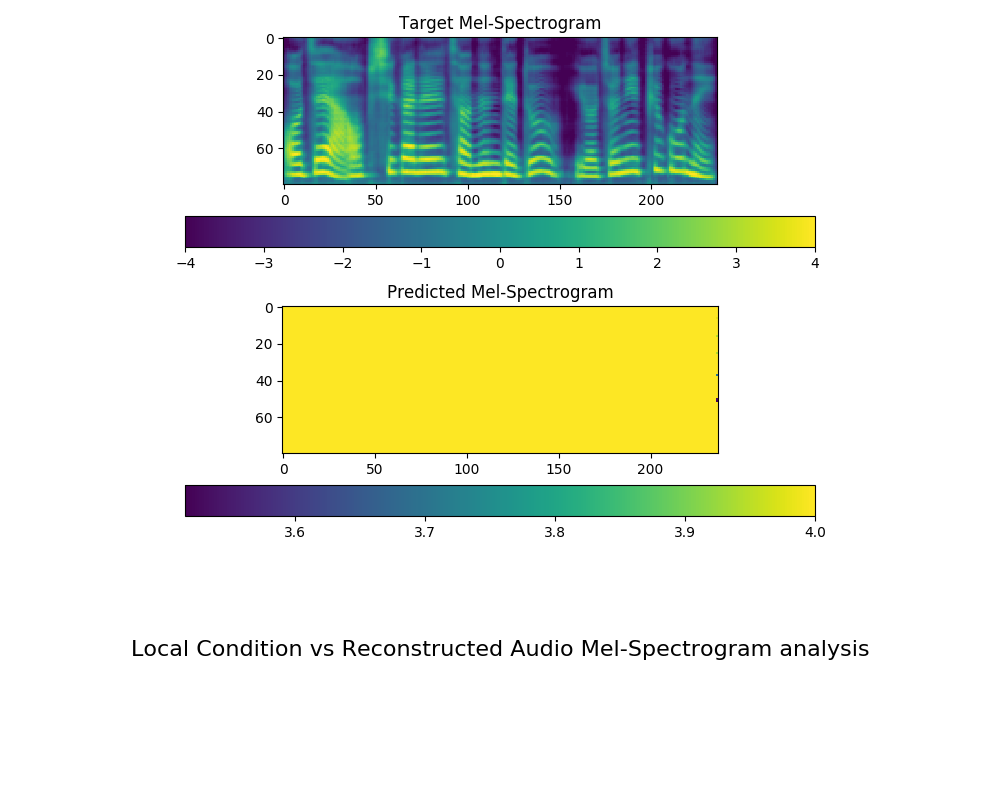 Target Mel-Spectrogram
0
20
40
60
0 50 100 150 200
−4 −3 −2 −1 0 1 2 3 4
Predicted Mel-Spectrogram
0
20
40
60
0 50 100 150 200
3.6 3.7 3.8 3.9 4.0
Local Condition vs Reconstructed Audio Mel-Spectrogram analysis